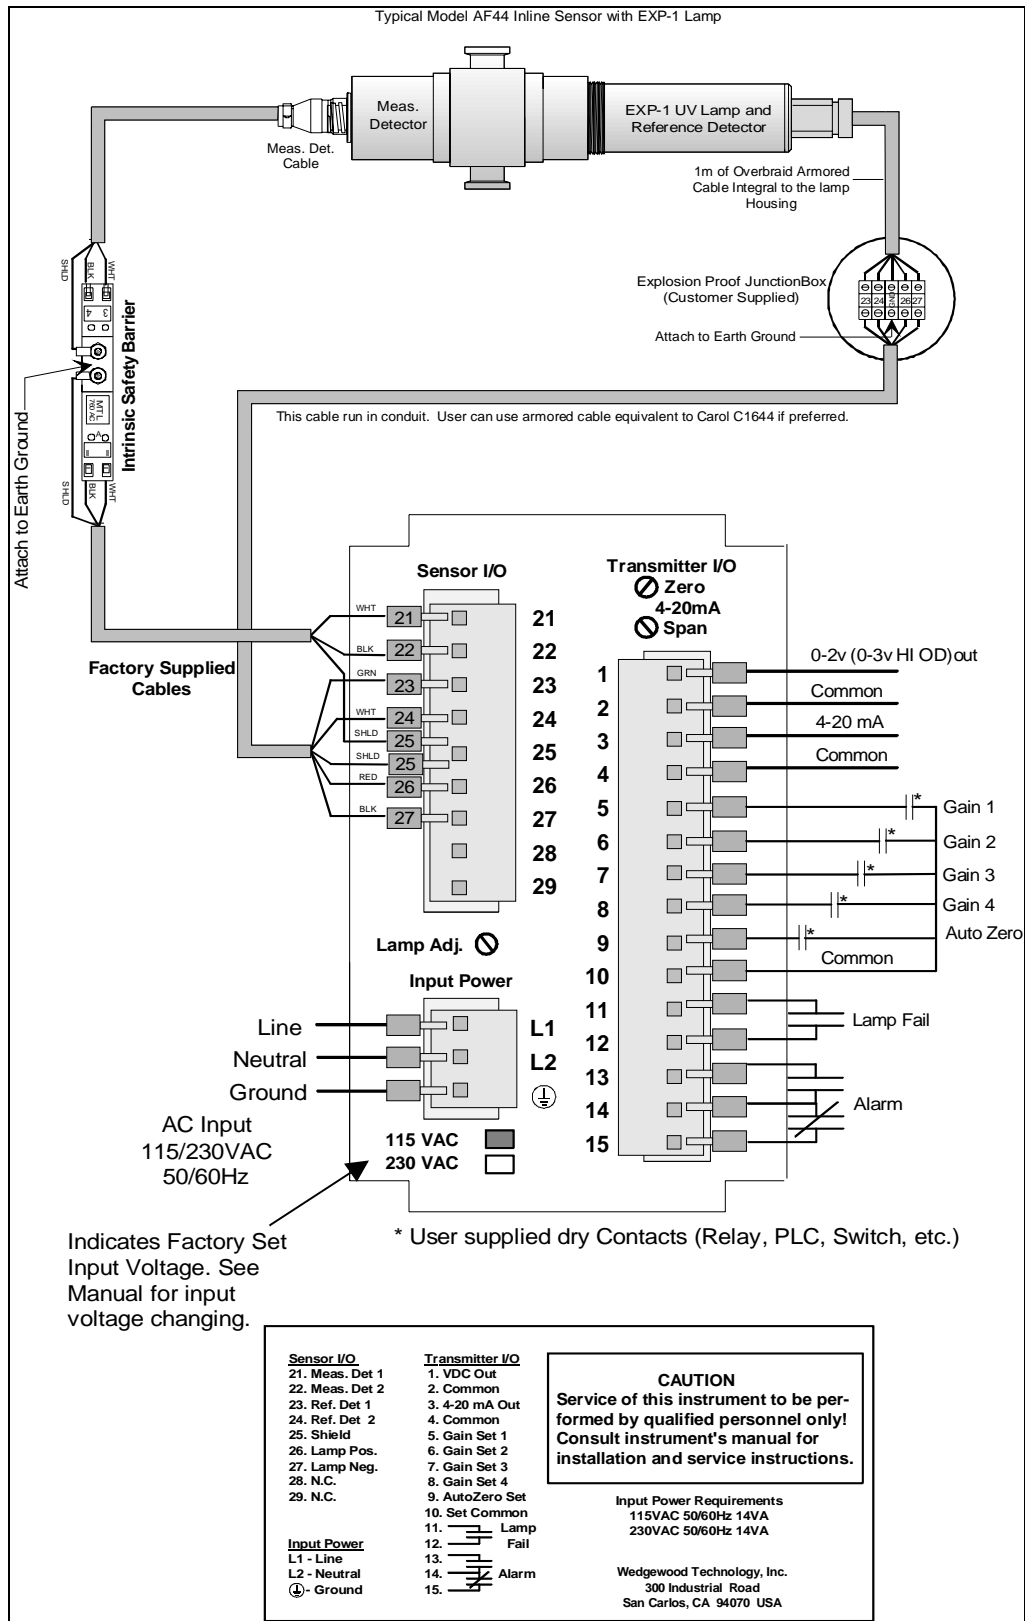 Typical Model AF44 Inline Sensor with EXP-1 Lamp
Meas.
Detector
EXP-1 UV Lamp and
Reference Detector
Meas. Det.
Cable
1m of Overbraid Armored
Cable Integral to the lamp
Housing
Explosion Proof JunctionBox
(Customer Supplied)
23 24 GND 26 27
Attach to Earth Ground
SHLD
BLK
WHT
4 3
Intrinsic Safety Barrier
MTL
760 AC
Attach to Earth Ground
SHLD
BLK
WHT
This cable run in conduit. User can use armored cable equivalent to Carol C1644 if preferred.
Sensor I/O
WHT 21 21
BLK 22 22
GRN 23 23
WHT 24 24
SHLD 25 25
SHLD 25
RED 26 26
BLK 27 27
28
29
Factory Supplied
Cables
Transmitter I/O
Zero
4-20mA
Span
1 0-2v (0-3v HI OD)out
2 Common
3 4-20 mA
4 Common
5 * Gain 1
6 * Gain 2
7 * Gain 3
8 * Gain 4
9 * Auto Zero
10 Common
11
Lamp Fail
12
13
14 Alarm
15
Lamp Adj.
Input Power
Line L1
Neutral L2
Ground
AC Input
115/230VAC
50/60Hz
115 VAC
230 VAC
Indicates Factory Set
Input Voltage. See
Manual for input
voltage changing.
* User supplied dry Contacts (Relay, PLC, Switch, etc.)
Sensor I/O
21. Meas. Det 1
22. Meas. Det 2
23. Ref. Det 1
24. Ref. Det 2
25. Shield
26. Lamp Pos.
27. Lamp Neg.
28. N.C.
29. N.C.
Input Power
L1 - Line
L2 - Neutral
- Ground
Transmitter I/O
1. VDC Out
2. Common
3. 4-20 mA Out
4. Common
5. Gain Set 1
6. Gain Set 2
7. Gain Set 3
8. Gain Set 4
9. AutoZero Set
10. Set Common
11. Lamp
12. Fail
13.
14. Alarm
15.
CAUTION
Service of this instrument to be per-
formed by qualified personnel only!
Consult instrument's manual for
installation and service instructions.
Input Power Requirements
115VAC 50/60Hz 14VA
230VAC 50/60Hz 14VA
Wedgewood Technology, Inc.
300 Industrial Road
San Carlos, CA 94070 USA